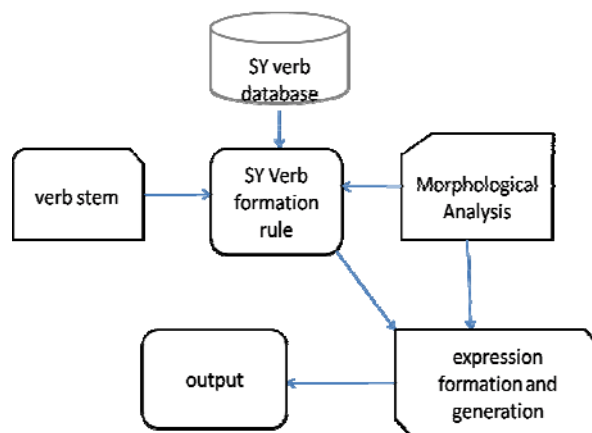 SY verb
database
verb stem
SY Verb
formation
rule
Morphological
Analysis
output
expression
formation and
generation